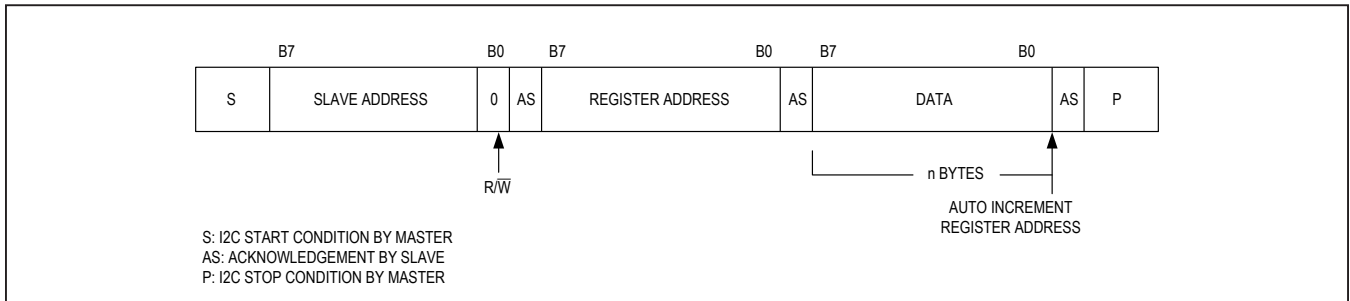 B7 B0 B7 B0 B7 B0
S SLAVE ADDRESS 0 AS REGISTER ADDRESS AS DATA AS P
n BYTES
R/W̅
AUTO INCREMENT
REGISTER ADDRESS
S: I2C START CONDITION BY MASTER
AS: ACKNOWLEDGEMENT BY SLAVE
P: I2C STOP CONDITION BY MASTER